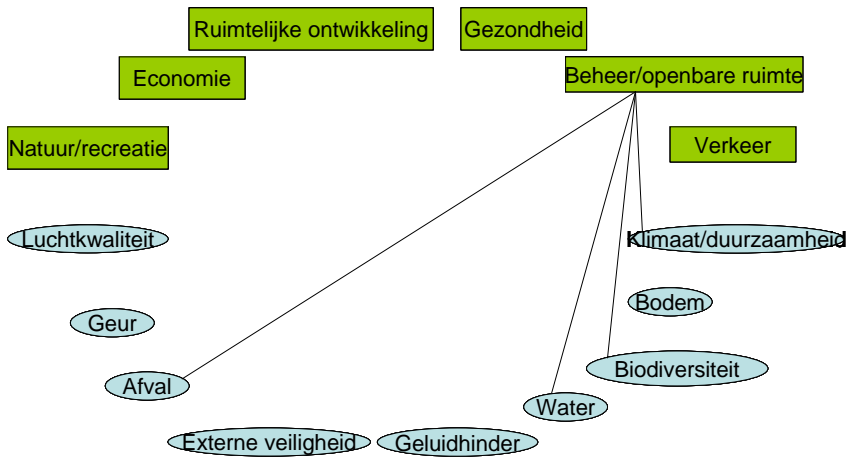 Ruimtelijke ontwikkeling
Gezondheid
Economie
Beheer/openbare ruimte
Natuur/recreatie
Verkeer
Luchtkwaliteit
Klimaat/duurzaamheid
Geur
Bodem
Afval
Biodiversiteit
Water
Externe veiligheid
Geluidhinder